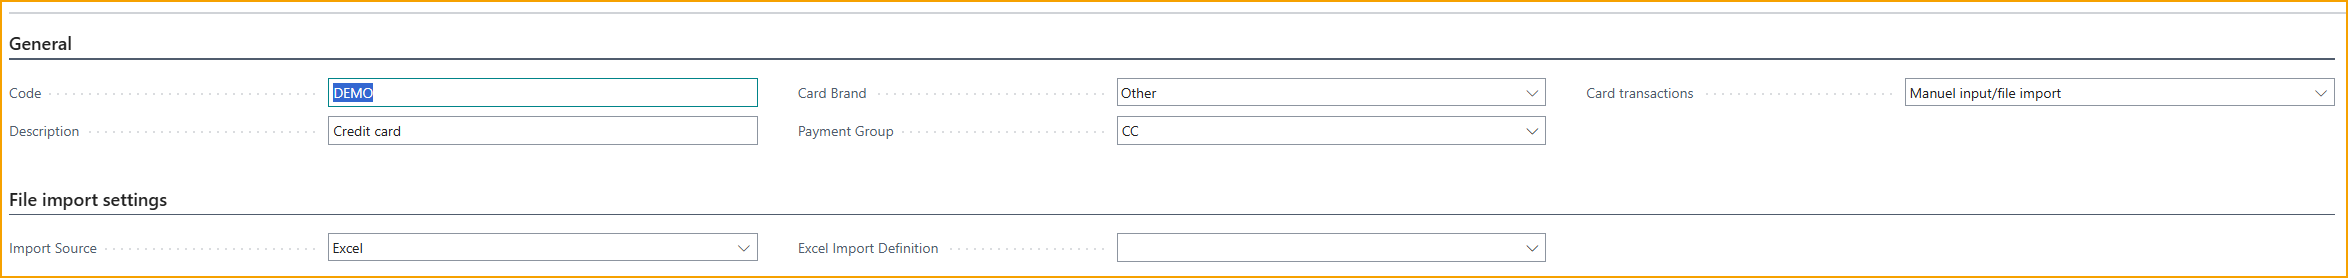 General
Code DEMO Card Brand Other Card transactions Manuel input/file import
Description Credit card Payment Group CC
File import settings
Import Source Excel Excel Import Definition